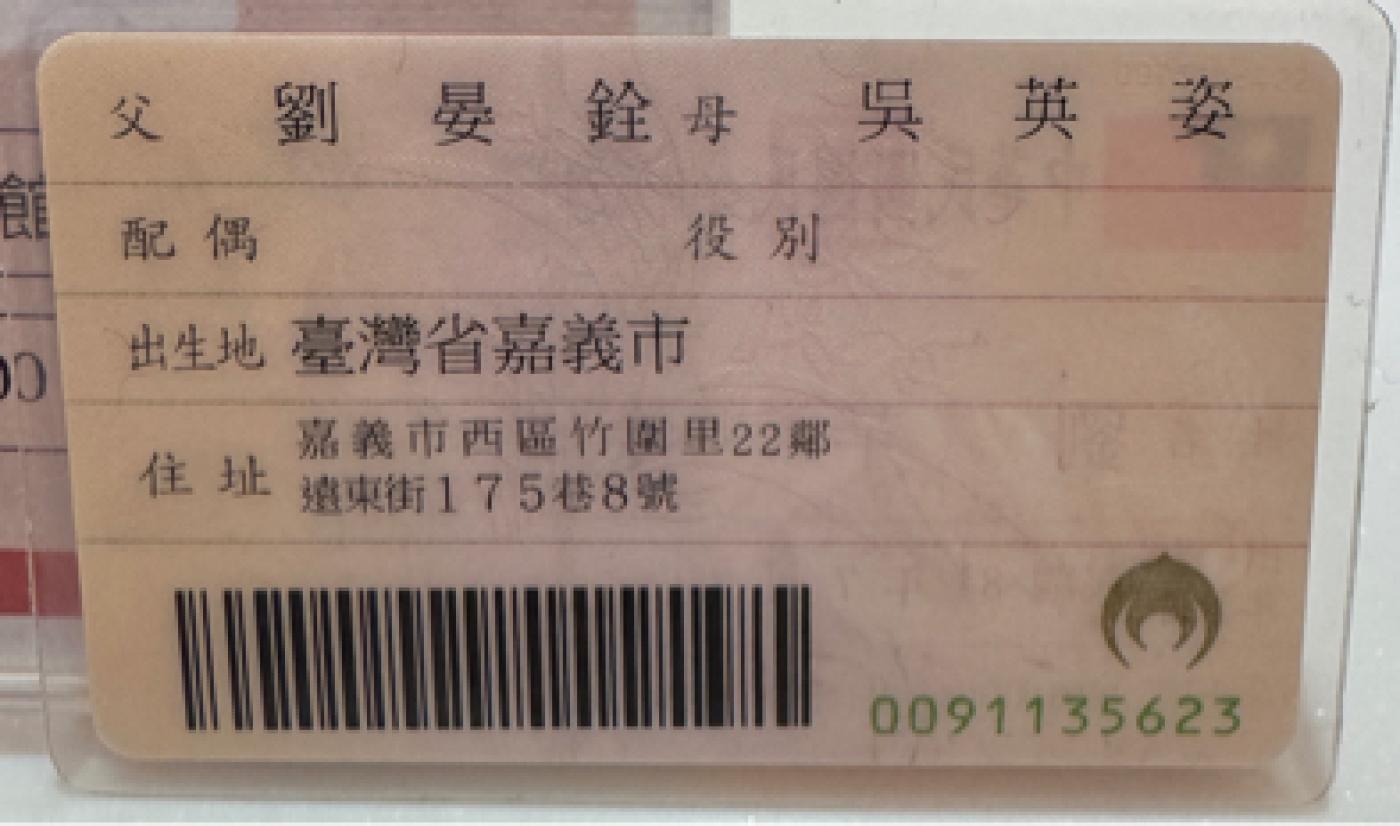 父 劉晏銓 母 吳英姿
配偶 役別
出生地 臺灣省嘉義市
住址 嘉義市西區竹圍里22鄰
遠東街175巷8號
0091135623
館
00